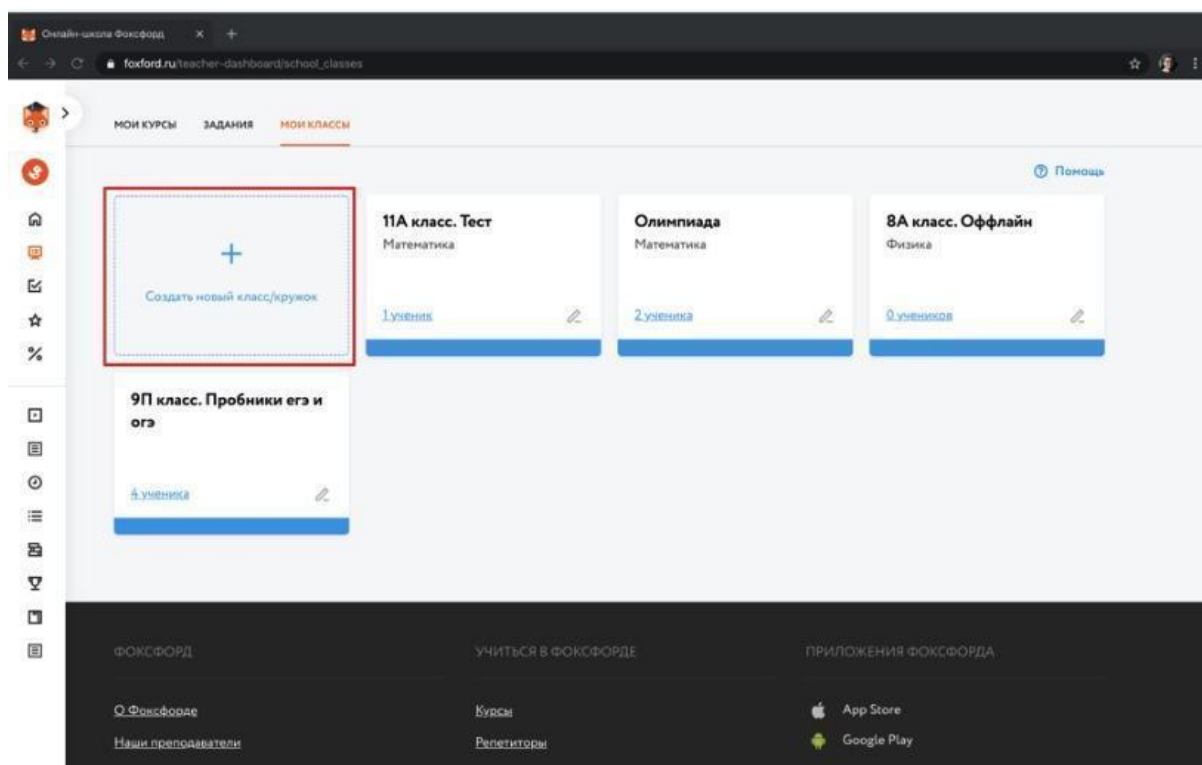 Онлайн-школа Фоксфорд
foxford.ru/teacher-dashboard/school_classes
МОИ КУРСЫ ЗАДАНИЯ МОИ КЛАССЫ
Помощь
Создать новый класс/кружок
11А класс. Тест
Математика
1 ученик
Олимпиада
Математика
2 ученика
8А класс. Оффлайн
Физика
0 учеников
9П класс. Пробники егэ и
огэ
4 ученика
ФОКСФОРД
О Фоксфорде
Наши преподаватели
УЧИТЬСЯ В ФОКСФОРДЕ
Курсы
Репетиторы
ПРИЛОЖЕНИЯ ФОКСФОРДА
App Store
Google Play